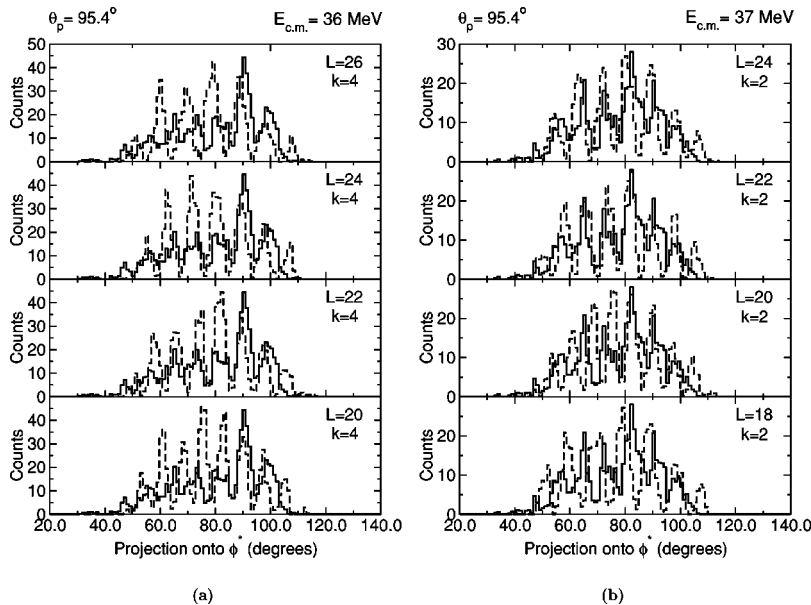 θp = 95.4° Ec.m. = 36 MeV
50
40
30
20
10
0
Counts
L=26
k=4
40
30
20
10
0
Counts
L=24
k=4
40
30
20
10
0
Counts
L=22
k=4
40
30
20
10
0
Counts
L=20
k=4
20.0 40.0 60.0 80.0 100.0 120.0 140.0
Projection onto ϕ* (degrees)
(a)
θp = 95.4° Ec.m. = 37 MeV
30
20
10
0
Counts
L=24
k=2
20
10
0
Counts
L=22
k=2
20
10
0
Counts
L=20
k=2
20
10
0
Counts
L=18
k=2
20.0 40.0 60.0 80.0 100.0 120.0 140.0
Projection onto ϕ* (degrees)
(b)